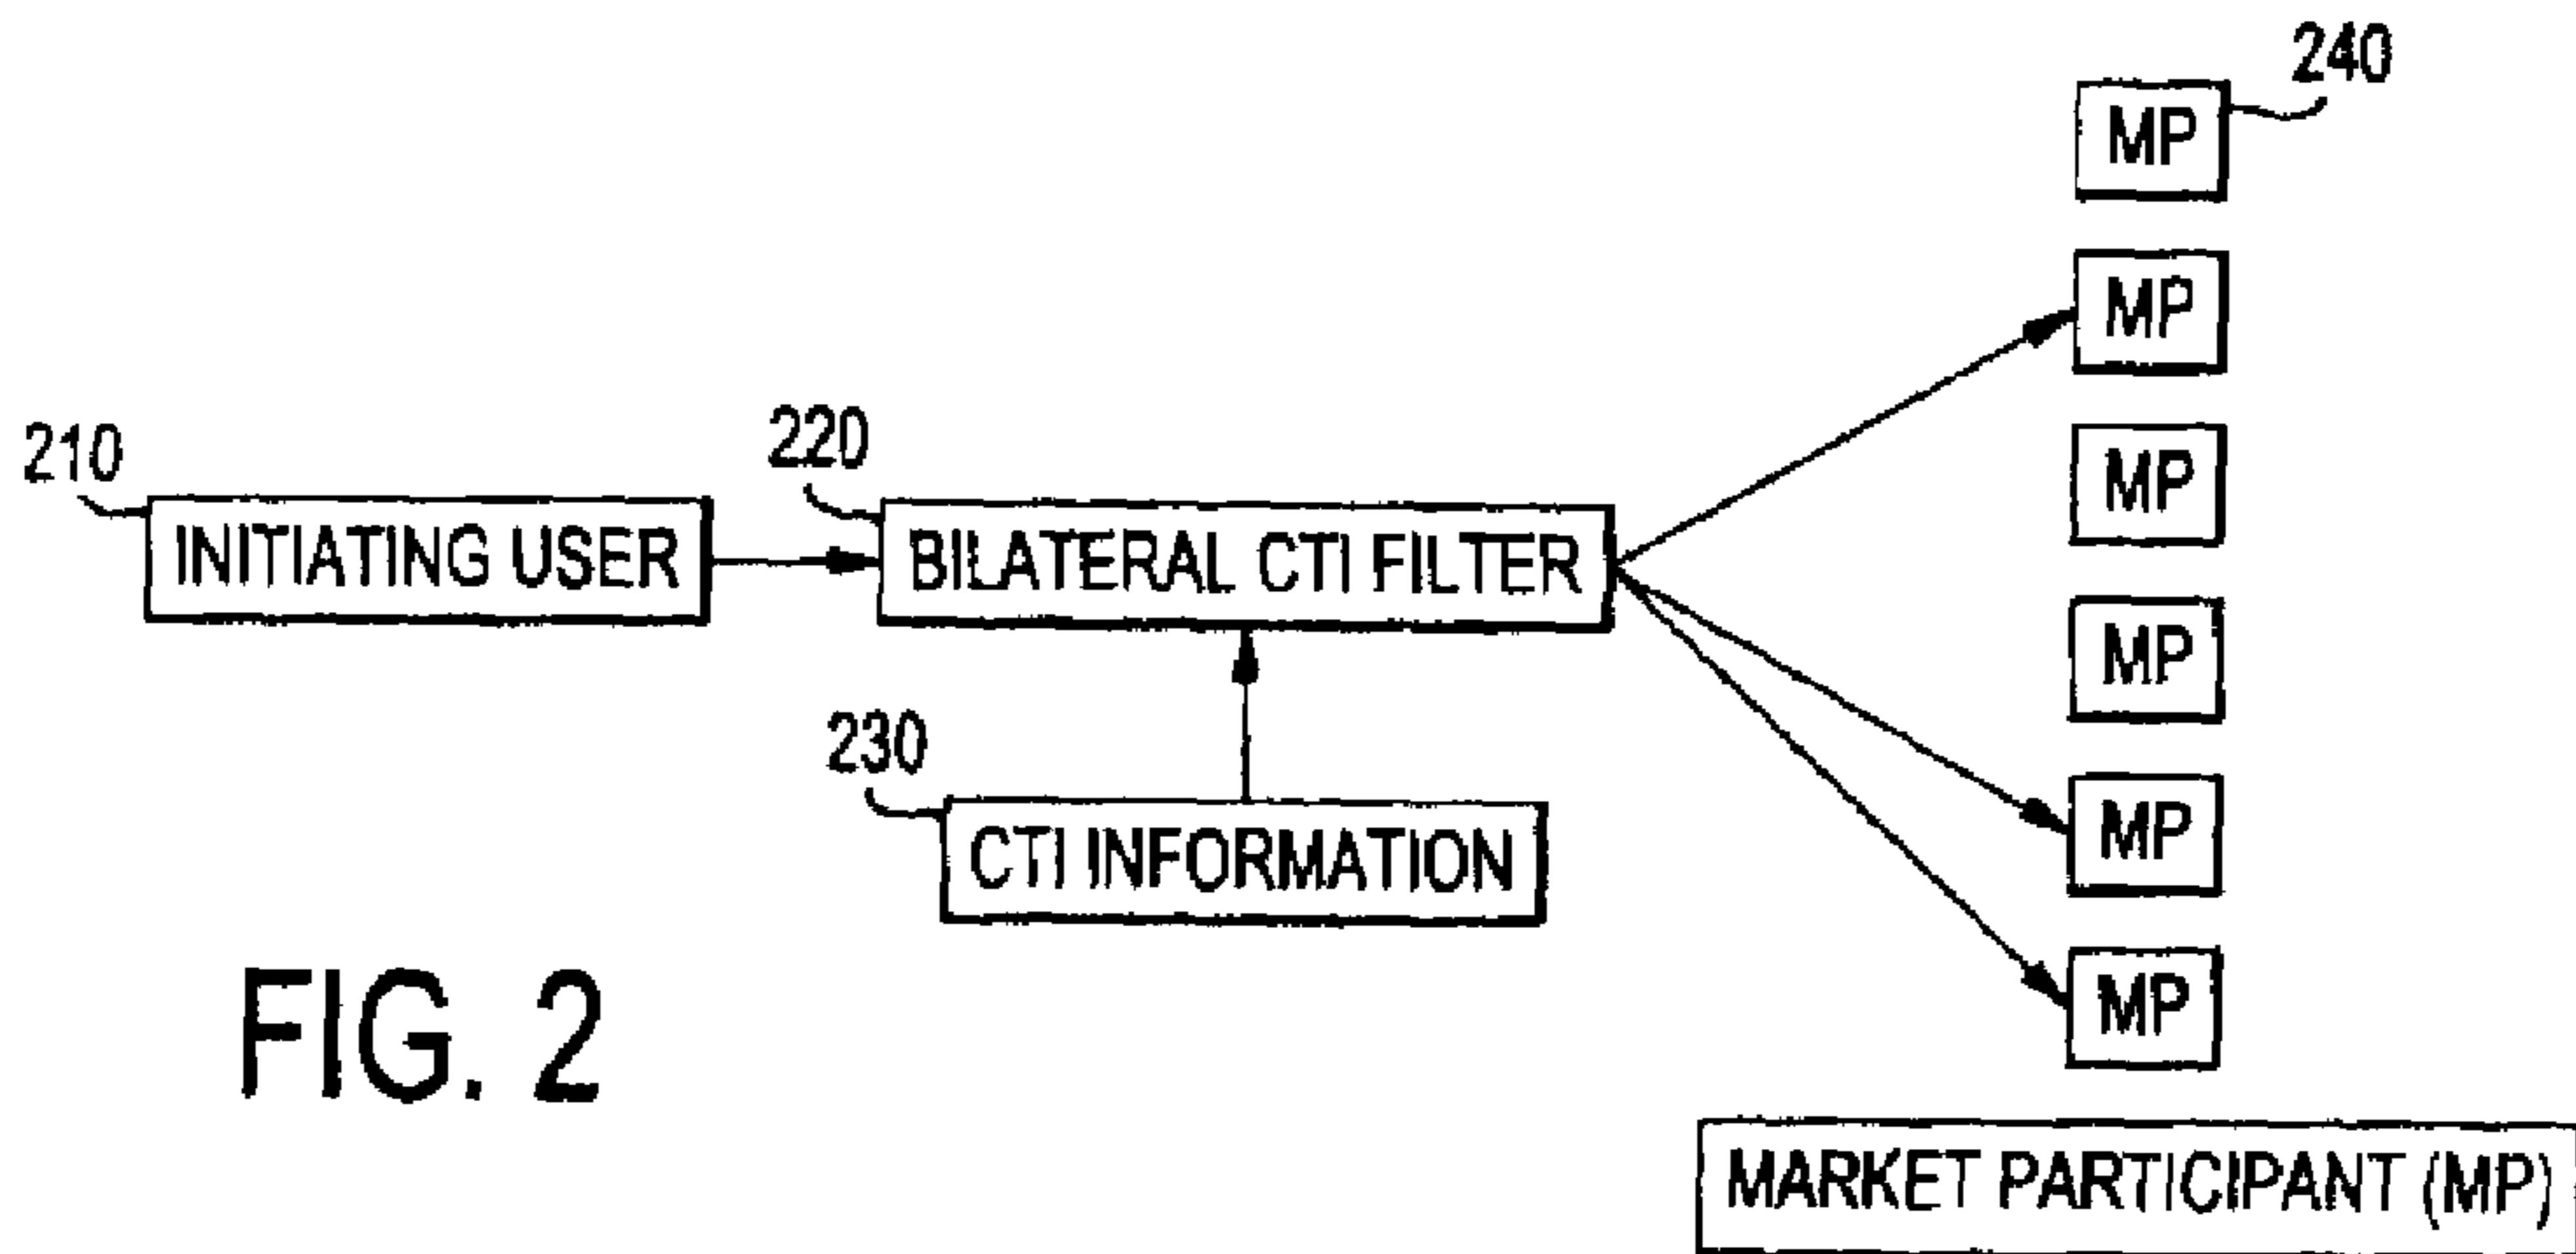 240
MP
MP
210
220
MP
INITIATING USER
BILATERAL CTI FILTER
MP
230
CTI INFORMATION
MP
MP
FIG. 2
MARKET PARTICIPANT (MP)